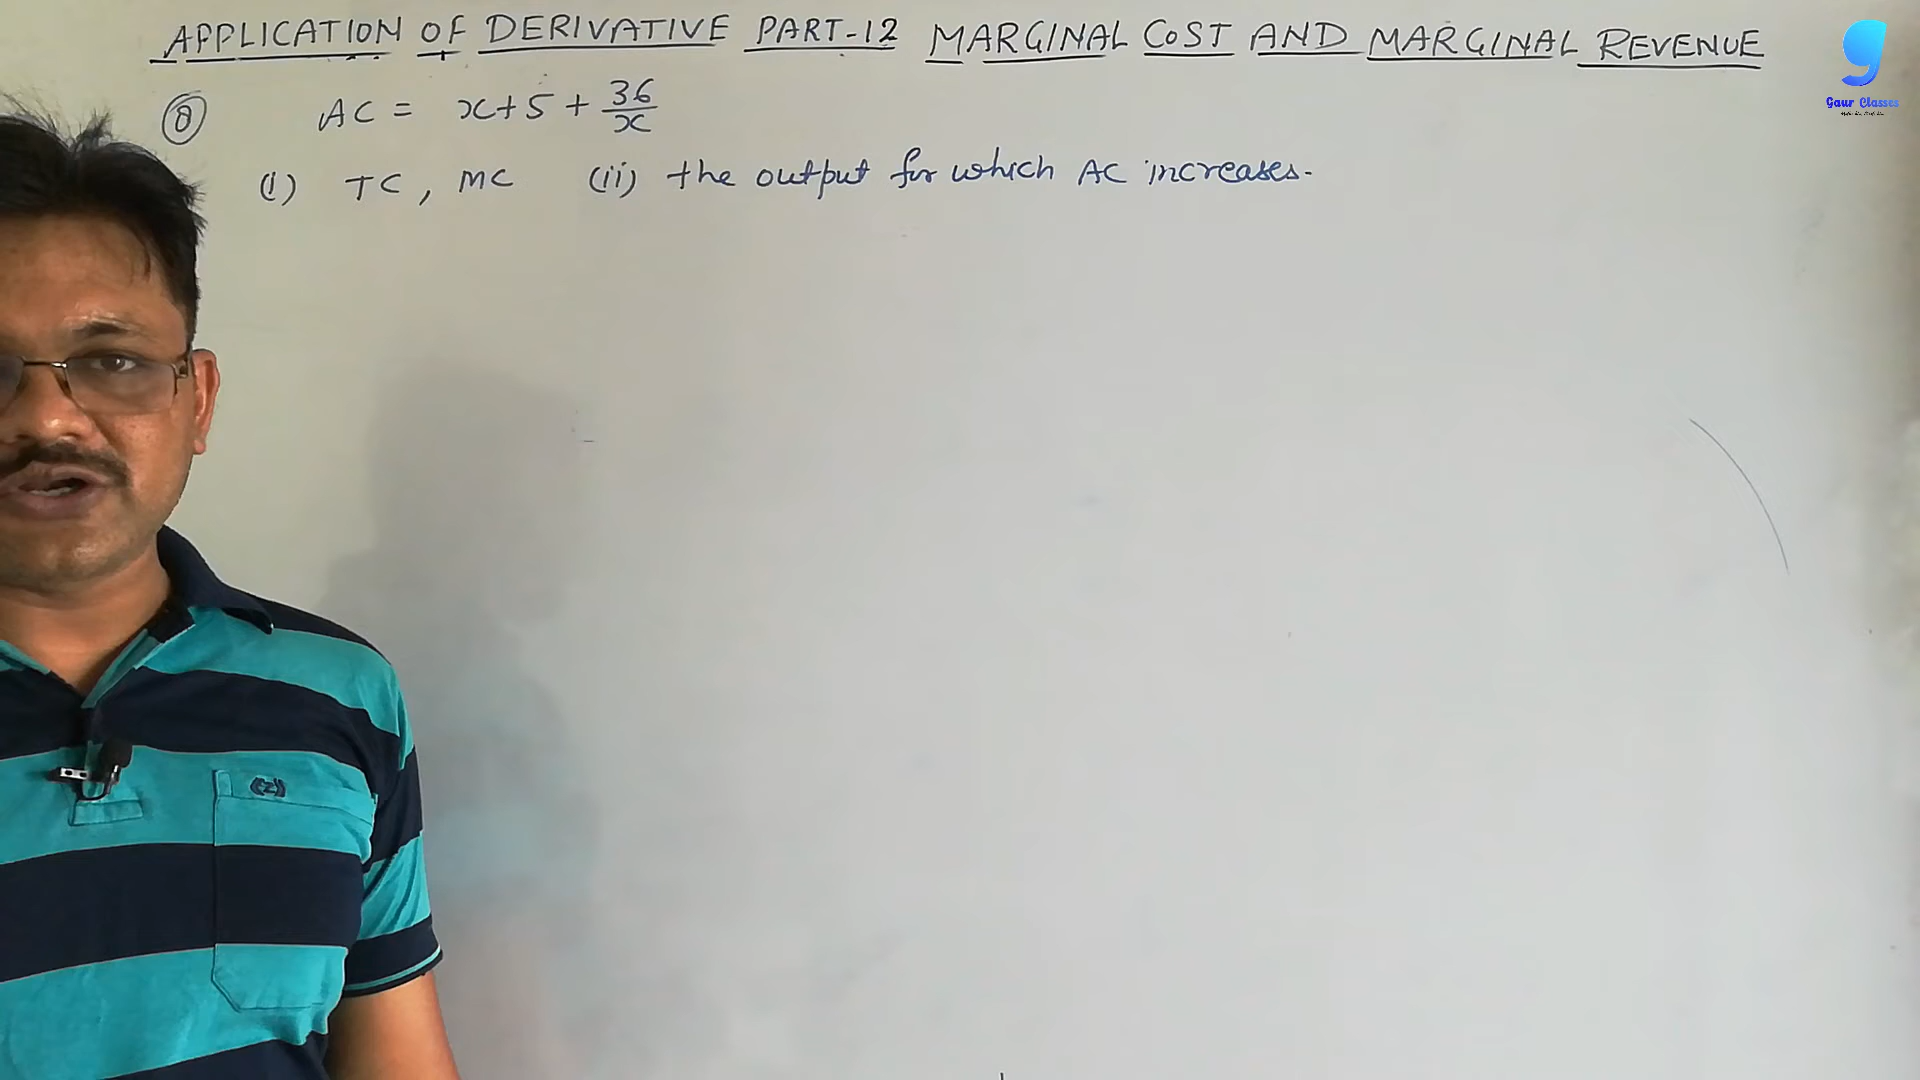 APPLICATION OF DERIVATIVE PART-12 MARGINAL COST AND MARGINAL REVENUE
g
Gaur Classes
⑧ AC = x+5+36/x
(i) TC, MC (ii) the output for which AC increases.